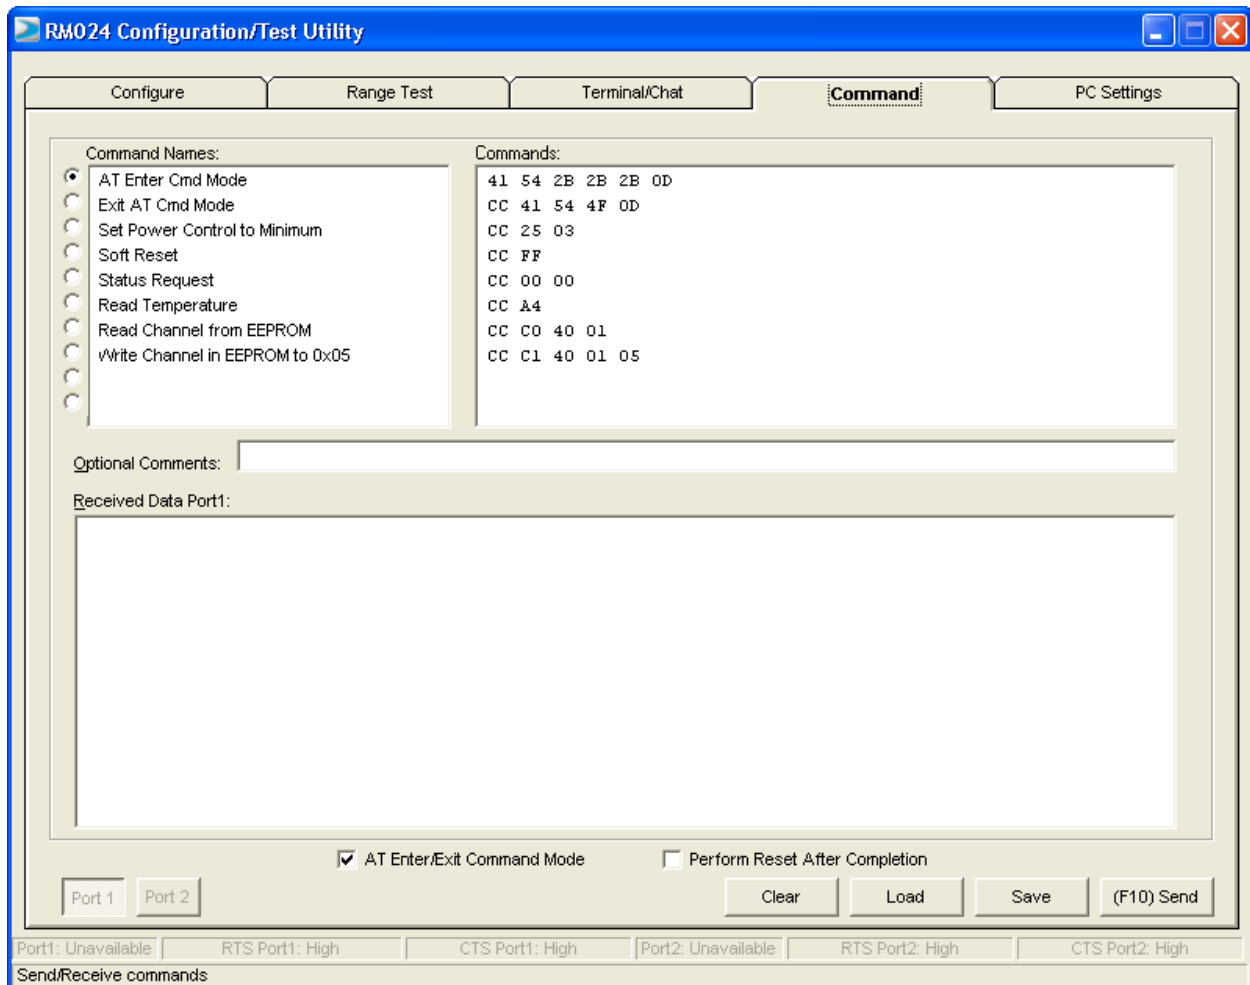 RM024 Configuration/Test Utility
Configure Range Test Terminal/Chat Command PC Settings
Command Names: Commands:
AT Enter Cmd Mode 41 54 2B 2B 2B 0D
Exit AT Cmd Mode CC 41 54 4F 0D
Set Power Control to Minimum CC 25 03
Soft Reset CC FF
Status Request CC 00 00
Read Temperature CC A4
Read Channel from EEPROM CC C0 40 01
Write Channel in EEPROM to 0x05 CC C1 40 01 05
Optional Comments:
Received Data Port1:
AT Enter/Exit Command Mode Perform Reset After Completion
Port 1 Port 2 Clear Load Save (F10) Send
Port1: Unavailable RTS Port1: High CTS Port1: High Port2: Unavailable RTS Port2: High CTS Port2: High
Send/Receive commands